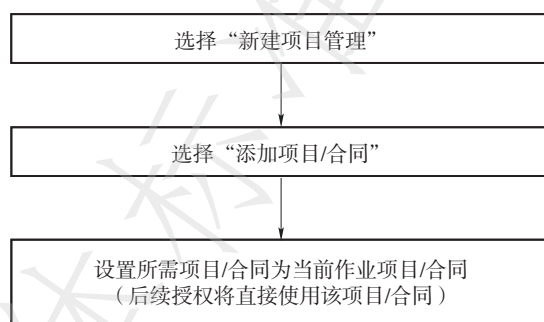 选择“新建项目管理”
选择“添加项目/合同”
设置所需项目/合同为当前作业项目/合同
（后续授权将直接使用该项目/合同）